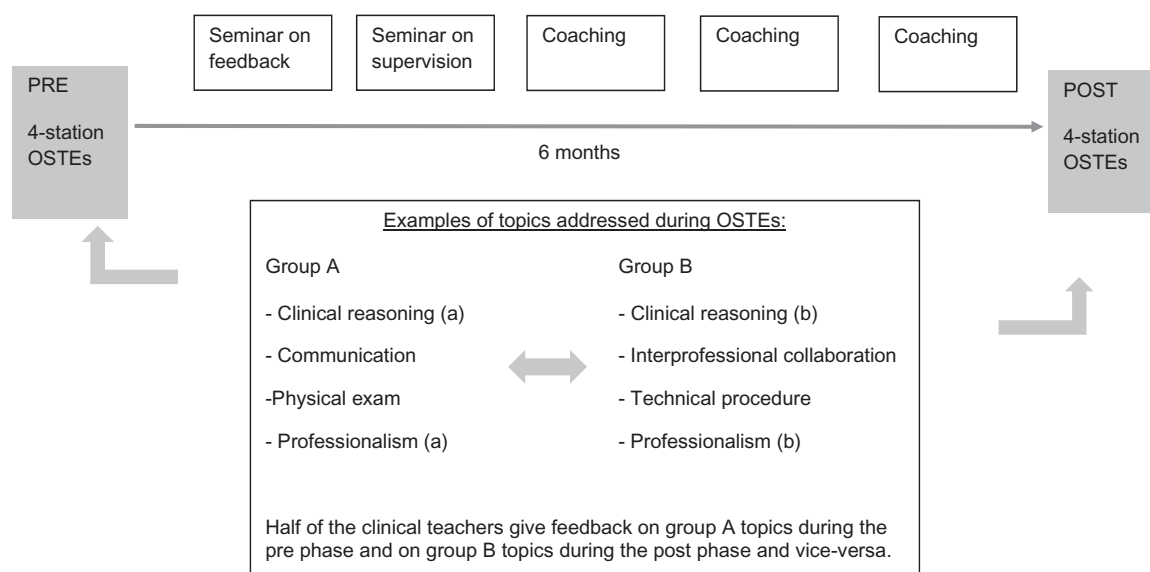 Seminar on
feedback
Seminar on
supervision
Coaching
Coaching
Coaching
PRE
4-station
OSTEs
6 months
POST
4-station
OSTEs
Examples of topics addressed during OSTEs:
Group A
- Clinical reasoning (a)
- Communication
-Physical exam
- Professionalism (a)
Group B
- Clinical reasoning (b)
- Interprofessional collaboration
- Technical procedure
- Professionalism (b)
Half of the clinical teachers give feedback on group A topics during the
pre phase and on group B topics during the post phase and vice-versa.